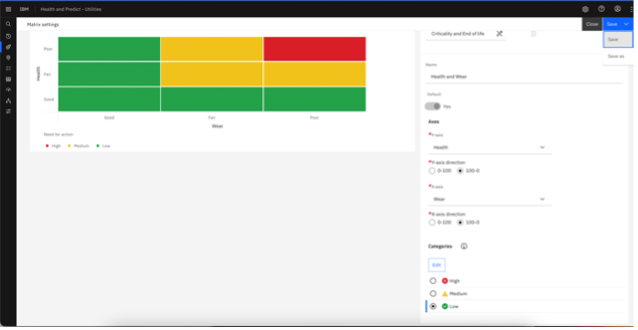 IBM Health and Predict - Utilities
Matrix settings
Close
Save
Save
Save as
Criticality and End of life
Poor
Fair
Good
Health
Good
Fair
Poor
Wear
Need for action
High
Medium
Low
Name
Health and Wear
Default
Yes
Axes
*Y-axis
Health
*Y-axis direction
0-100
100-0
*X-axis
Wear
*X-axis direction
0-100
100-0
Categories
Edit
High
Medium
Low